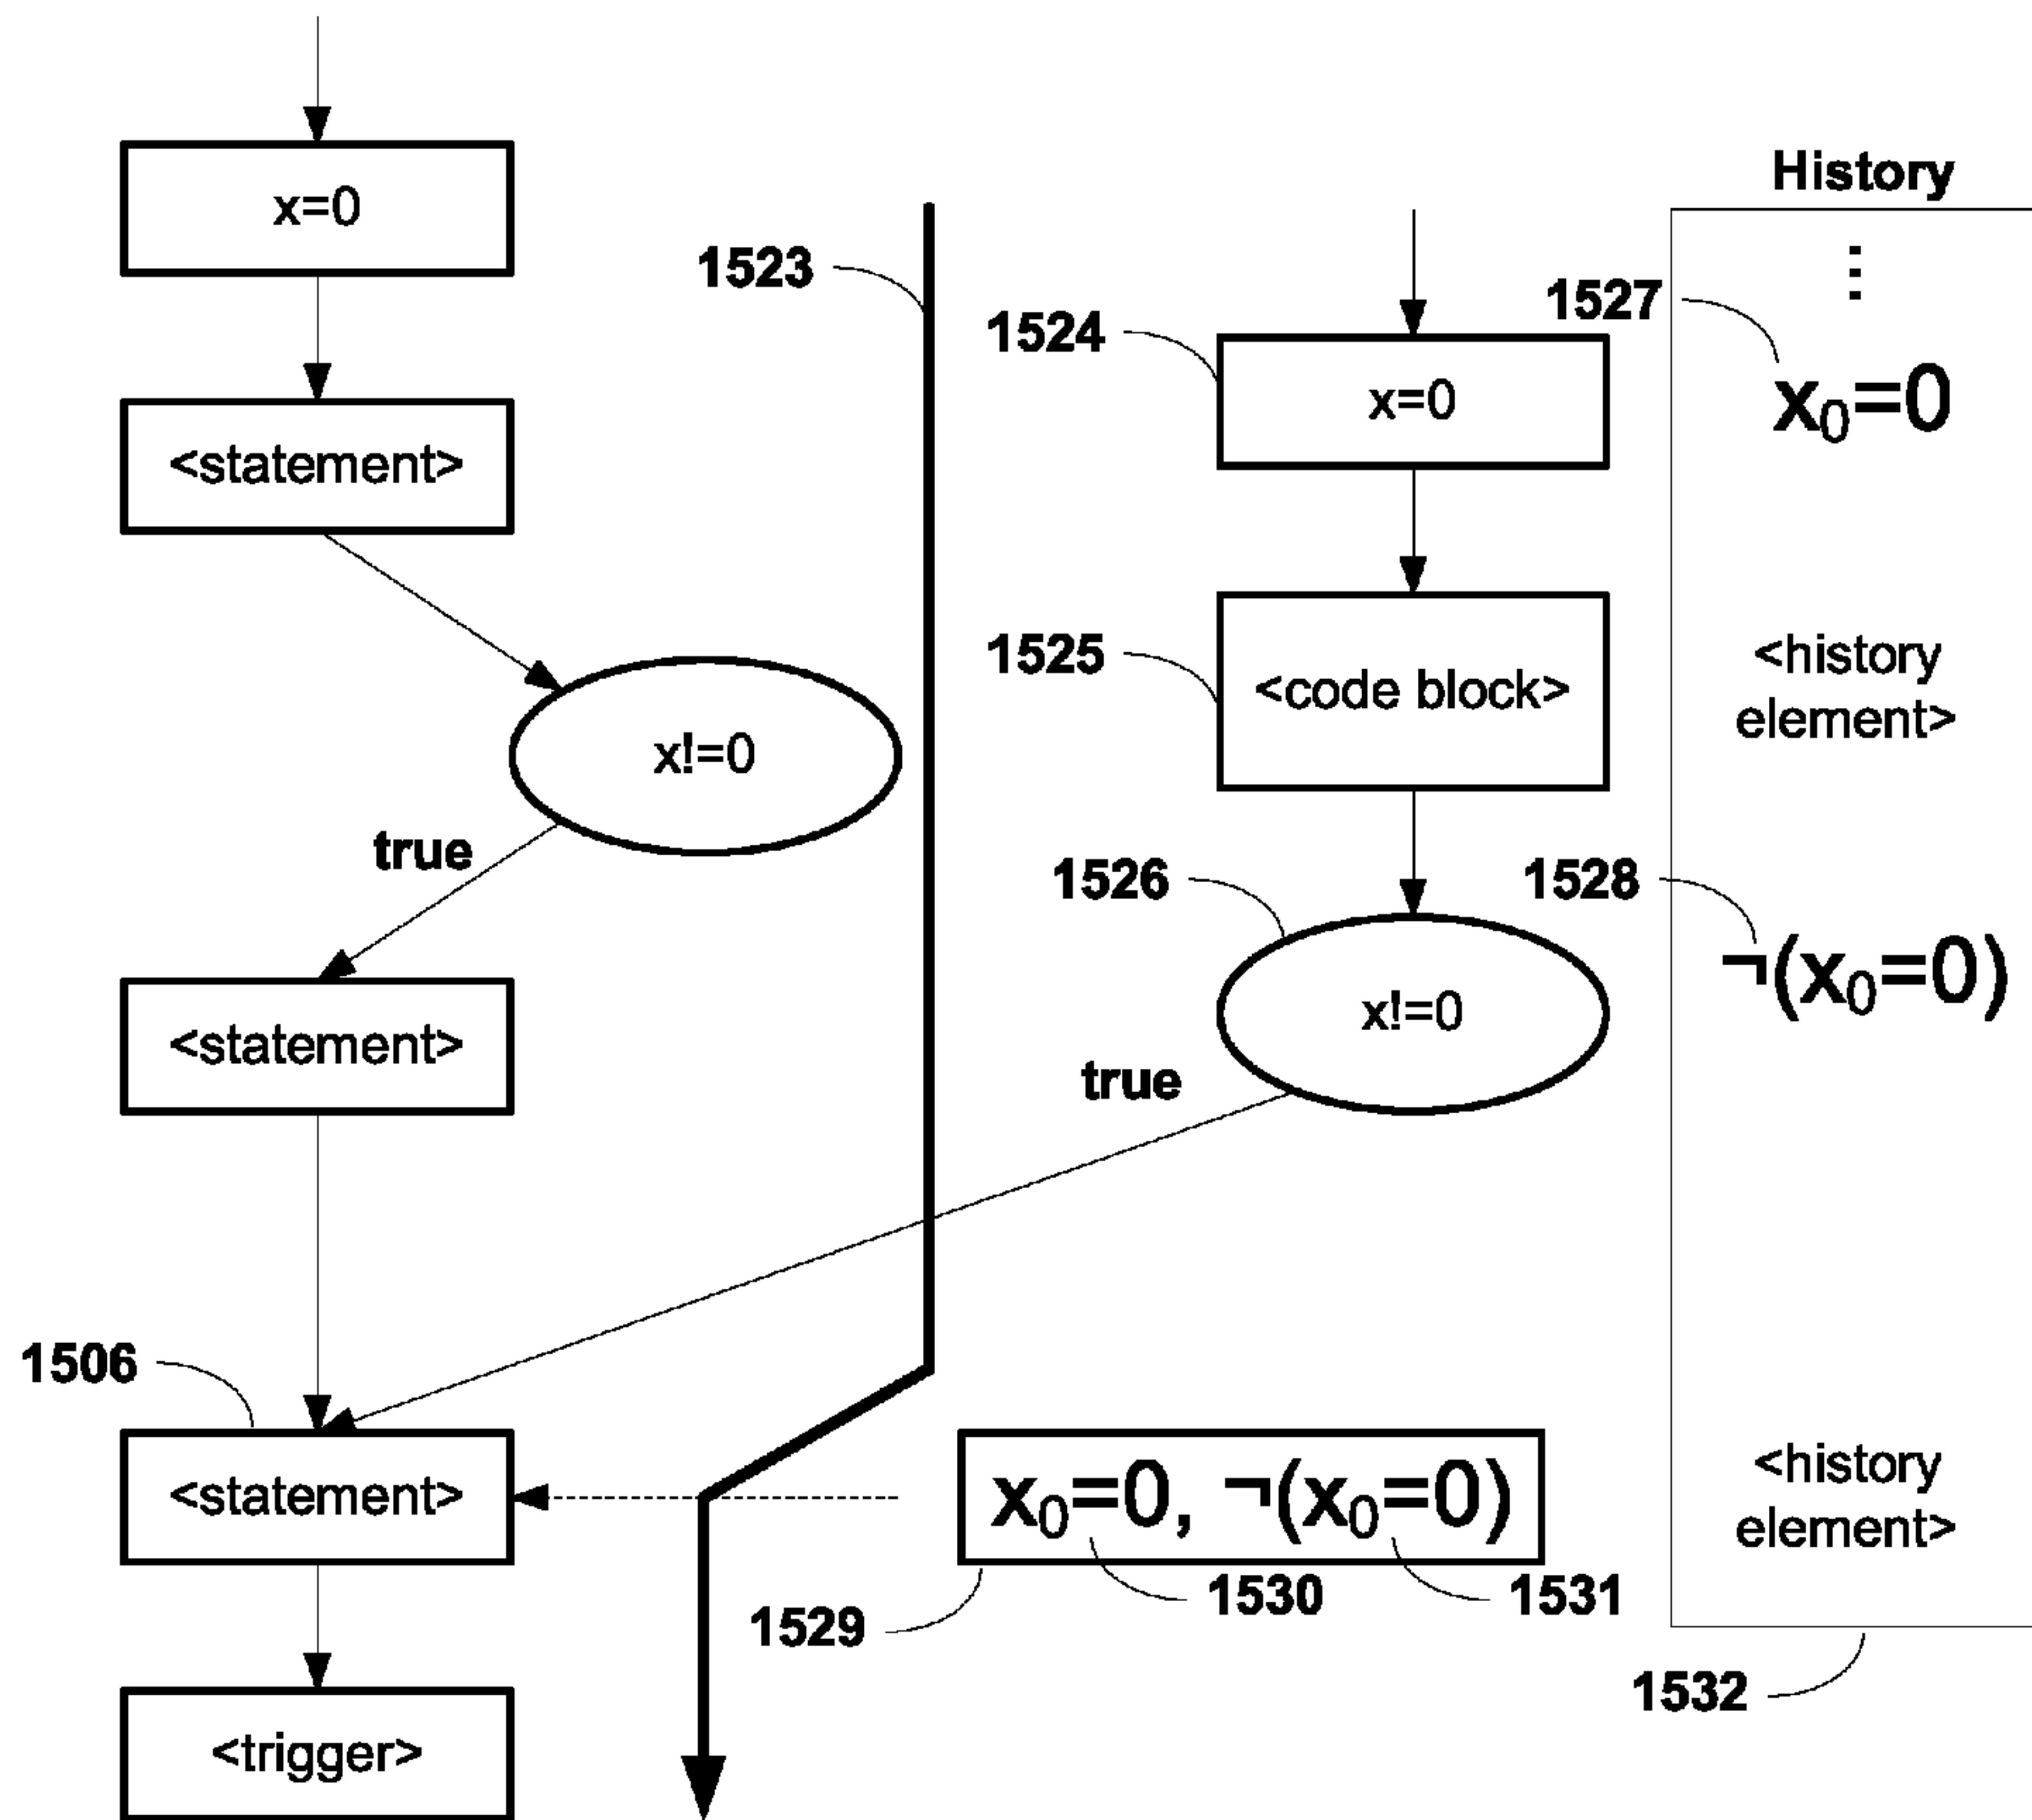 History
x=0
1523
⋮
1527
1524
x=0
x₀=0
<statement>
<history
element>
1525
<code block>
x!=0
true
1526
1528
¬(x₀=0)
x!=0
<statement>
true
1506
<statement>
x₀=0, ¬(x₀=0)
<history
element>
1530
1531
1529
1532
<trigger>